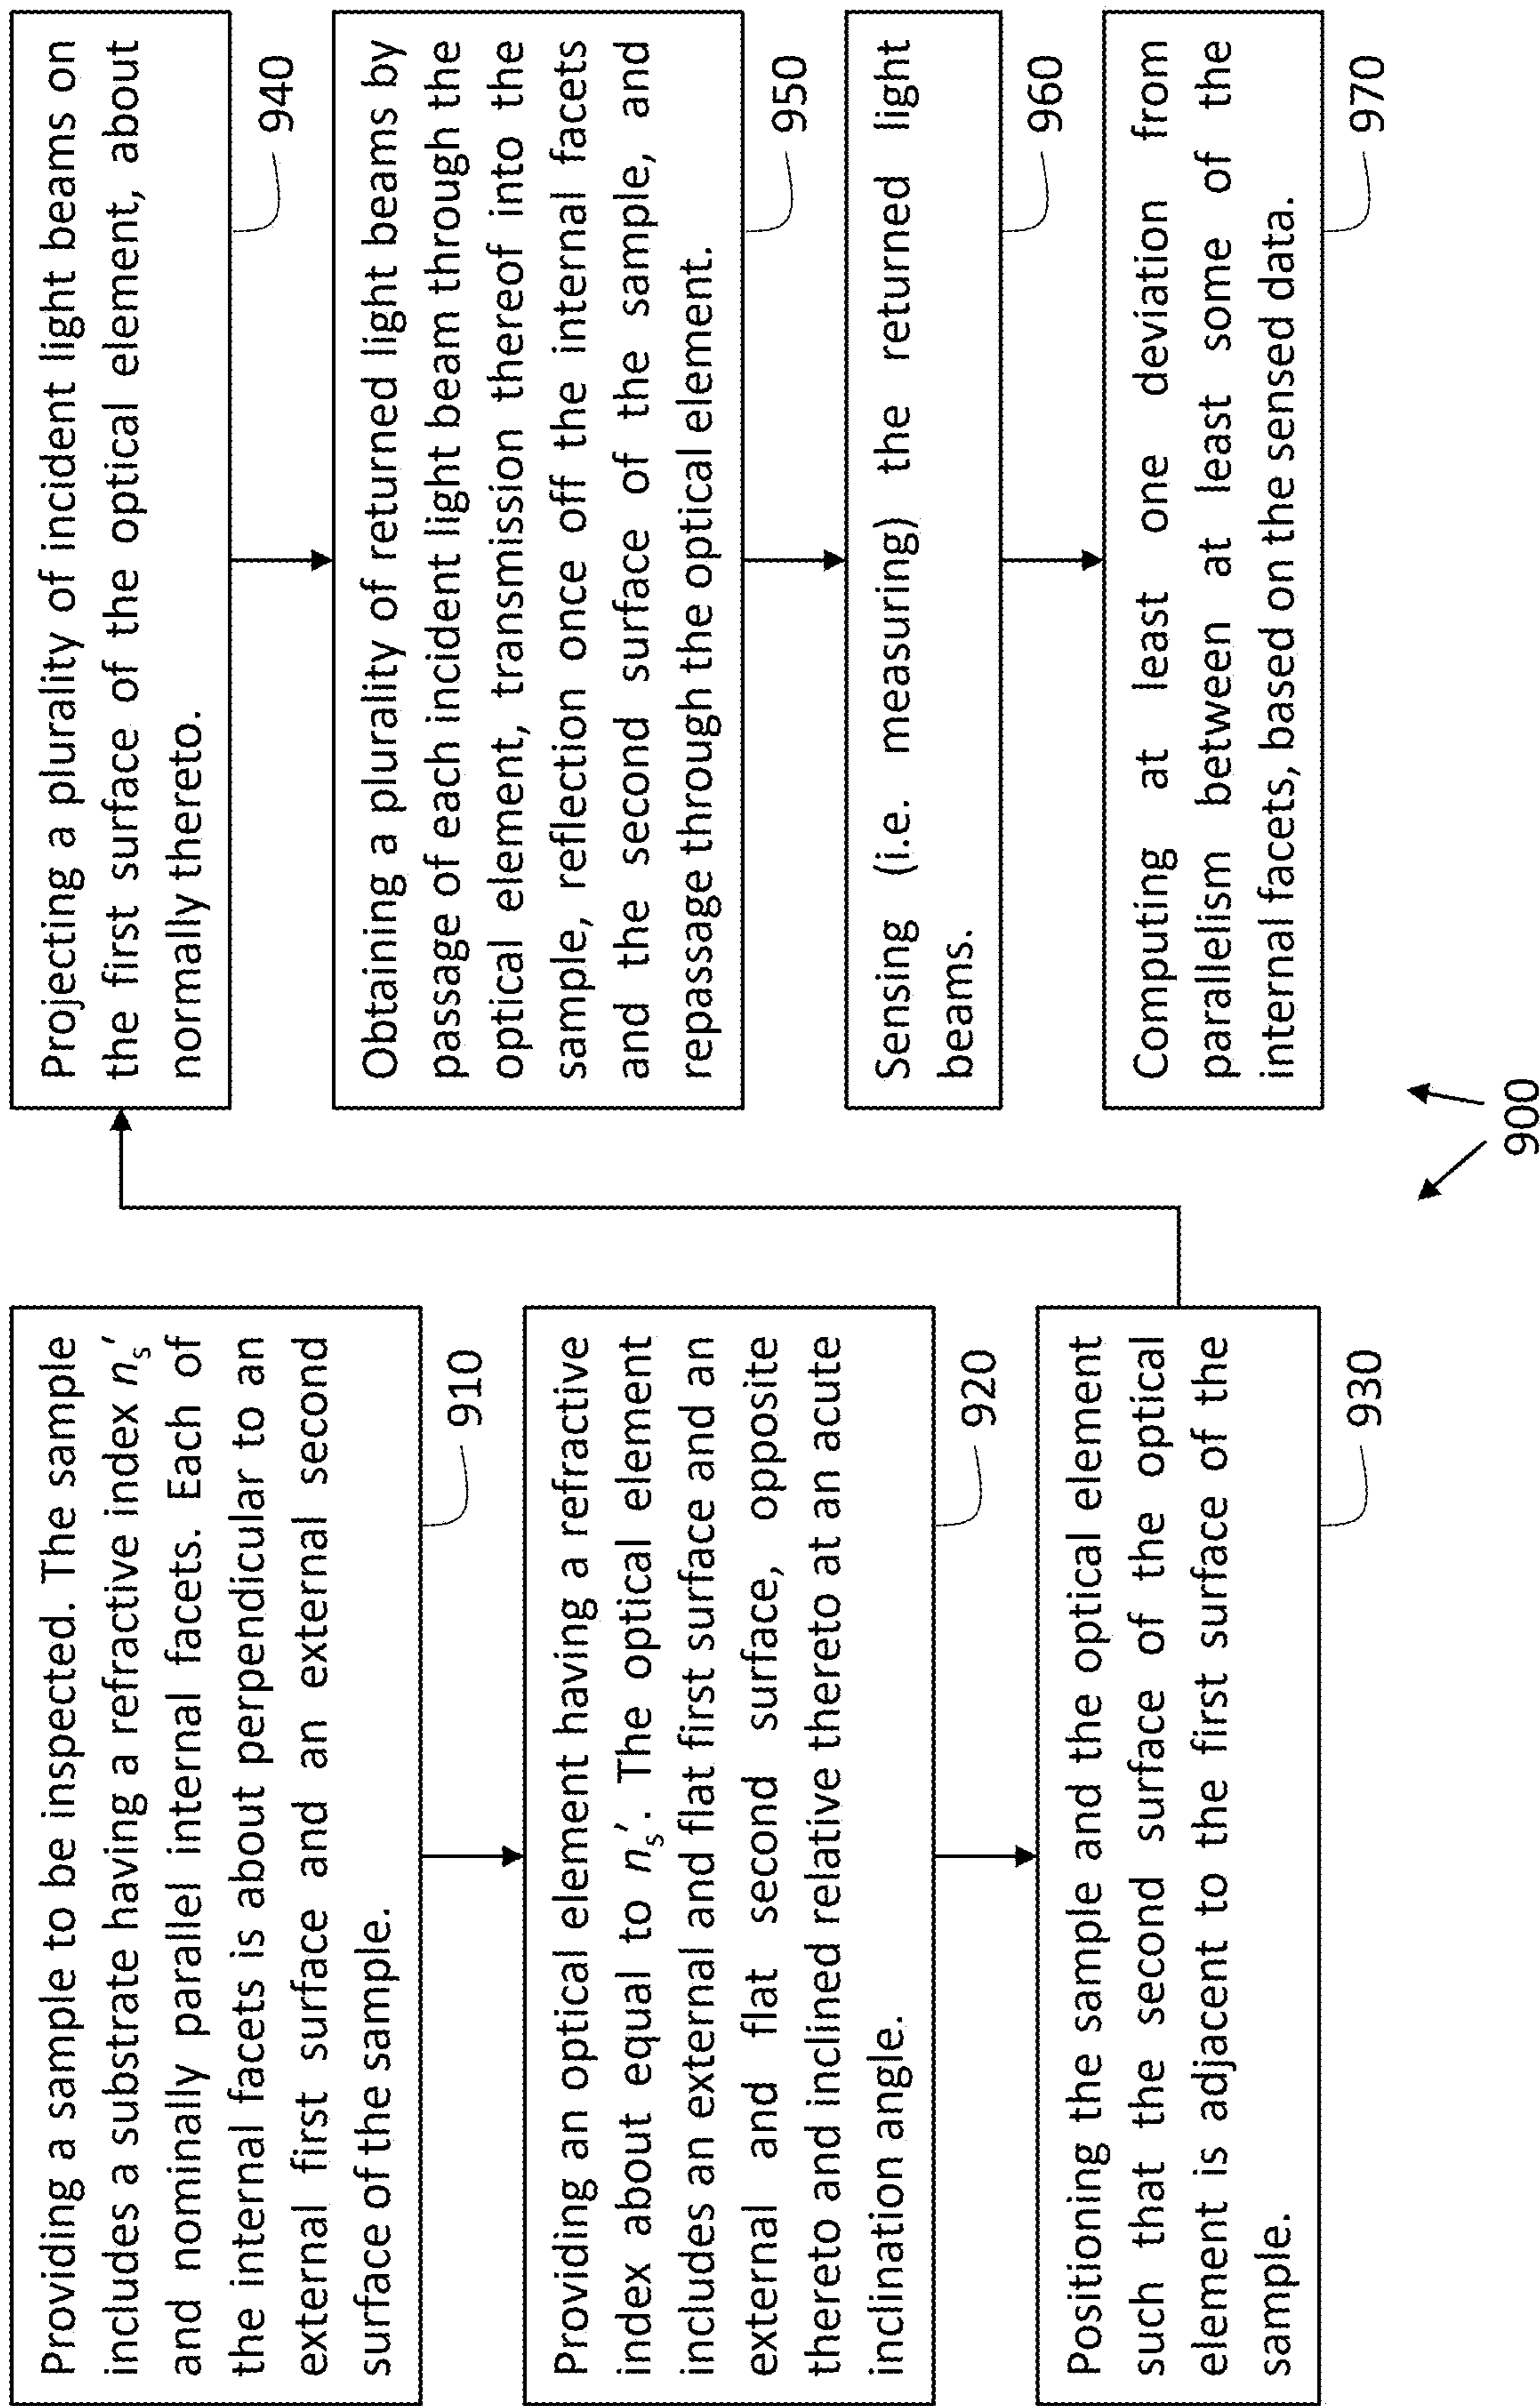 Providing a sample to be inspected. The sample
includes a substrate having a refractive index nₛ′
and nominally parallel internal facets. Each of
the internal facets is about perpendicular to an
external first surface and an external second
surface of the sample.
910
Providing an optical element having a refractive
index about equal to nₛ′. The optical element
includes an external and flat first surface and an
external and flat second surface, opposite
thereto and inclined relative thereto at an acute
inclination angle.
920
Positioning the sample and the optical element
such that the second surface of the optical
element is adjacent to the first surface of the
sample.
930
Projecting a plurality of incident light beams on
the first surface of the optical element, about
normally thereto.
940
Obtaining a plurality of returned light beams by
passage of each incident light beam through the
optical element, transmission thereof into the
sample, reflection once off the internal facets
and the second surface of the sample, and
repassage through the optical element.
950
Sensing (i.e. measuring) the returned light
beams.
960
Computing at least one deviation from
parallelism between at least some of the
internal facets, based on the sensed data.
970
900